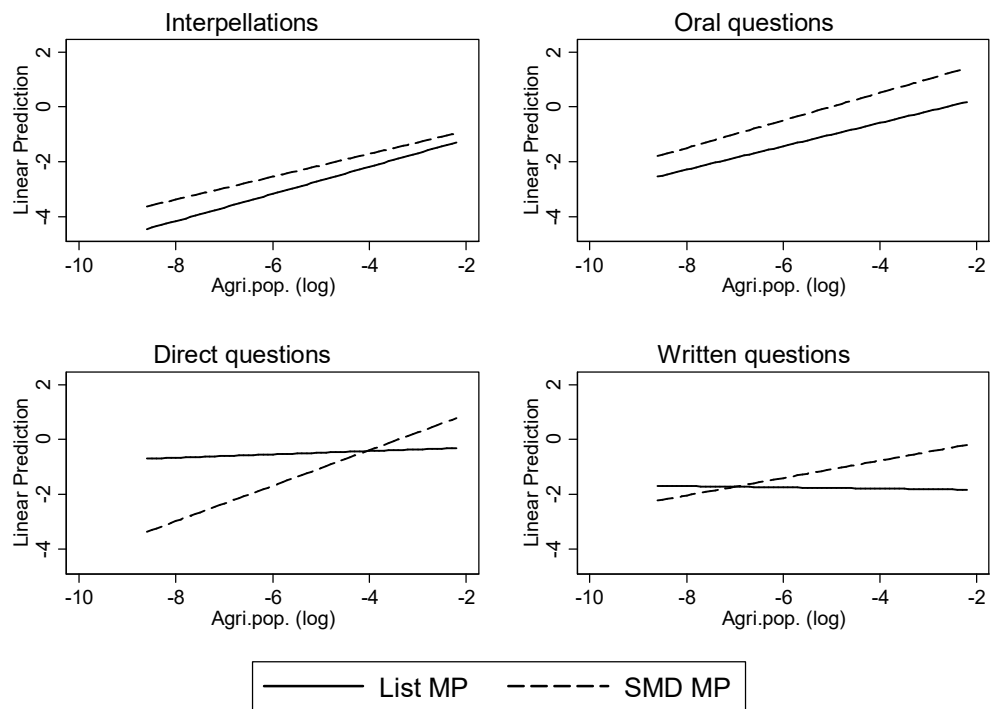 Interpellations
Linear Prediction
2
0
-2
-4
-10 -8 -6 -4 -2
Agri.pop. (log)
Oral questions
Linear Prediction
2
0
-2
-4
-10 -8 -6 -4 -2
Agri.pop. (log)
Direct questions
Linear Prediction
2
0
-2
-4
-10 -8 -6 -4 -2
Agri.pop. (log)
Written questions
Linear Prediction
2
0
-2
-4
-10 -8 -6 -4 -2
Agri.pop. (log)
List MP SMD MP